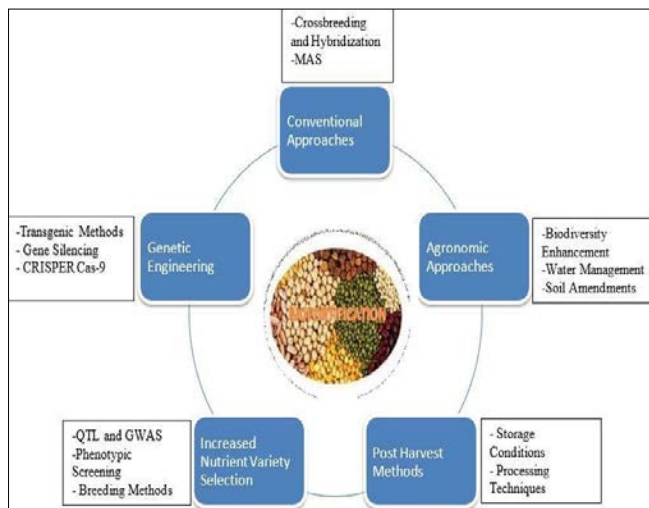 -Crossbreeding
and Hybridization
-MAS
Conventional
Approaches
-Transgenic Methods
- Gene Silencing
- CRISPER Cas-9
Genetic
Engineering
Agronomic
Approaches
-Biodiversity
Enhancement
-Water Management
-Soil Amendments
BIOFORTIFICATION
-QTL and GWAS
-Phenotypic
Screening
- Breeding Methods
Increased
Nutrient Variety
Selection
Post Harvest
Methods
- Storage
Conditions
- Processing
Techniques